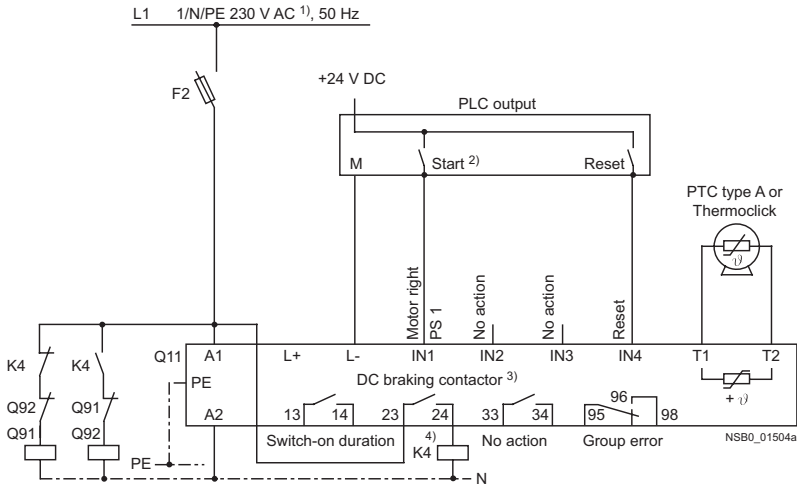 L1 1/N/PE 230 V AC 1), 50 Hz
F2
+24 V DC
PLC output
M Start 2) Reset
PTC type A or
Thermoclick
ϑ
Motor right
PS 1
No action
No action
Reset
K4 K4 Q11 A1 L+ L- IN1 IN2 IN3 IN4 T1 T2
PE DC braking contactor 3) + ϑ
Q92 Q91
A2 13 14 23 24 33 34 95 96 98
Q91 Q92 Switch-on duration 4) No action Group error NSB0_01504a
K4
PE N